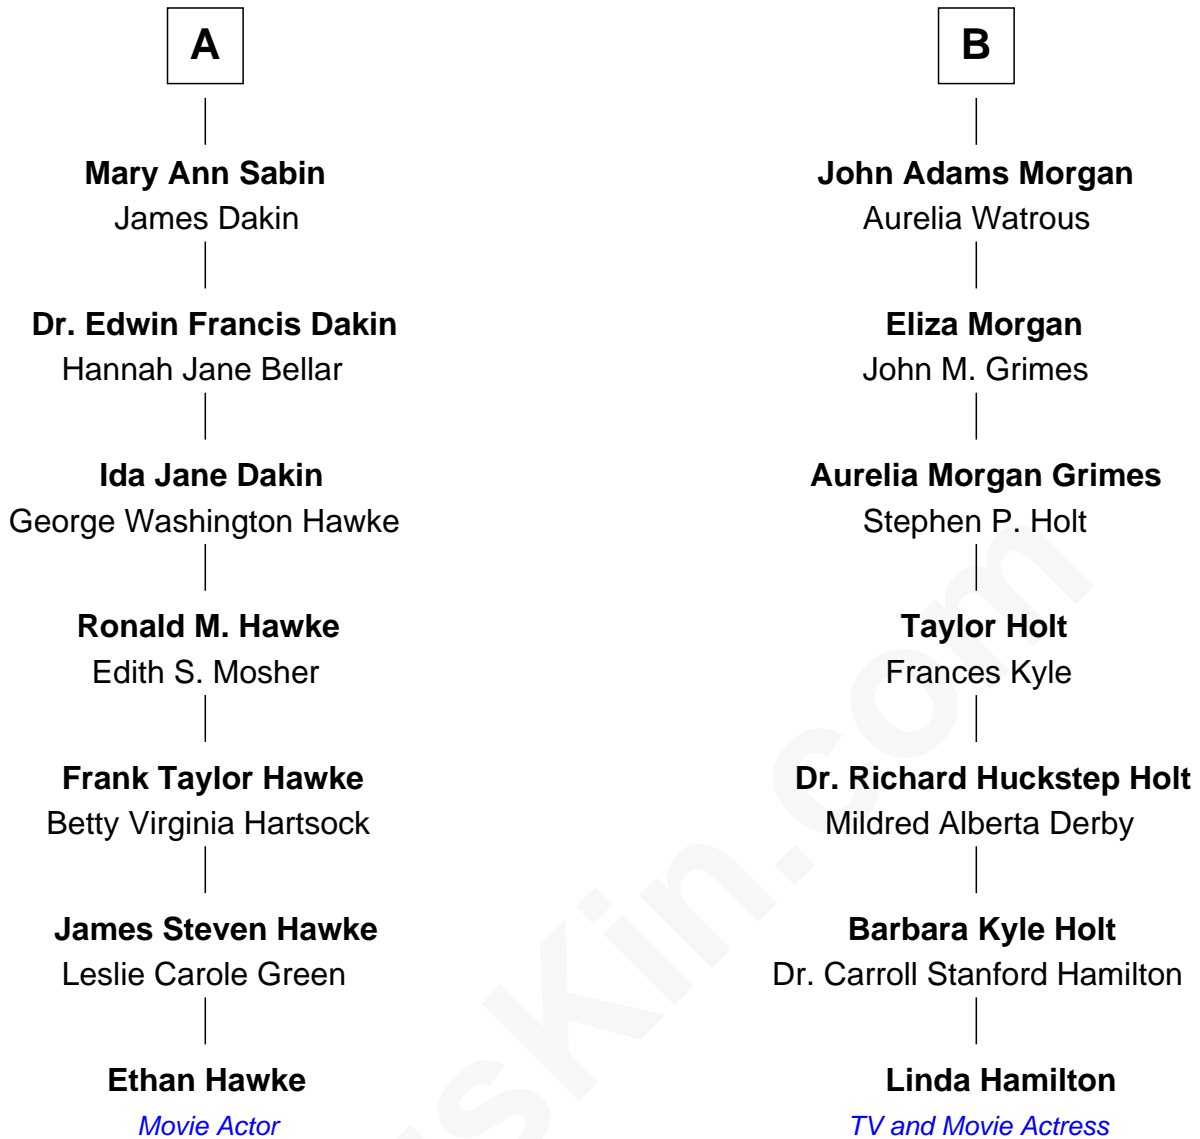 A
Mary Ann Sabin
James Dakin
Dr. Edwin Francis Dakin
Hannah Jane Bellar
Ida Jane Dakin
George Washington Hawke
Ronald M. Hawke
Edith S. Mosher
Frank Taylor Hawke
Betty Virginia Hartsock
James Steven Hawke
Leslie Carole Green
Ethan Hawke
Movie Actor
B
John Adams Morgan
Aurelia Watrous
Eliza Morgan
John M. Grimes
Aurelia Morgan Grimes
Stephen P. Holt
Taylor Holt
Frances Kyle
Dr. Richard Huckstep Holt
Mildred Alberta Derby
Barbara Kyle Holt
Dr. Carroll Stanford Hamilton
Linda Hamilton
TV and Movie Actress
sKin.com